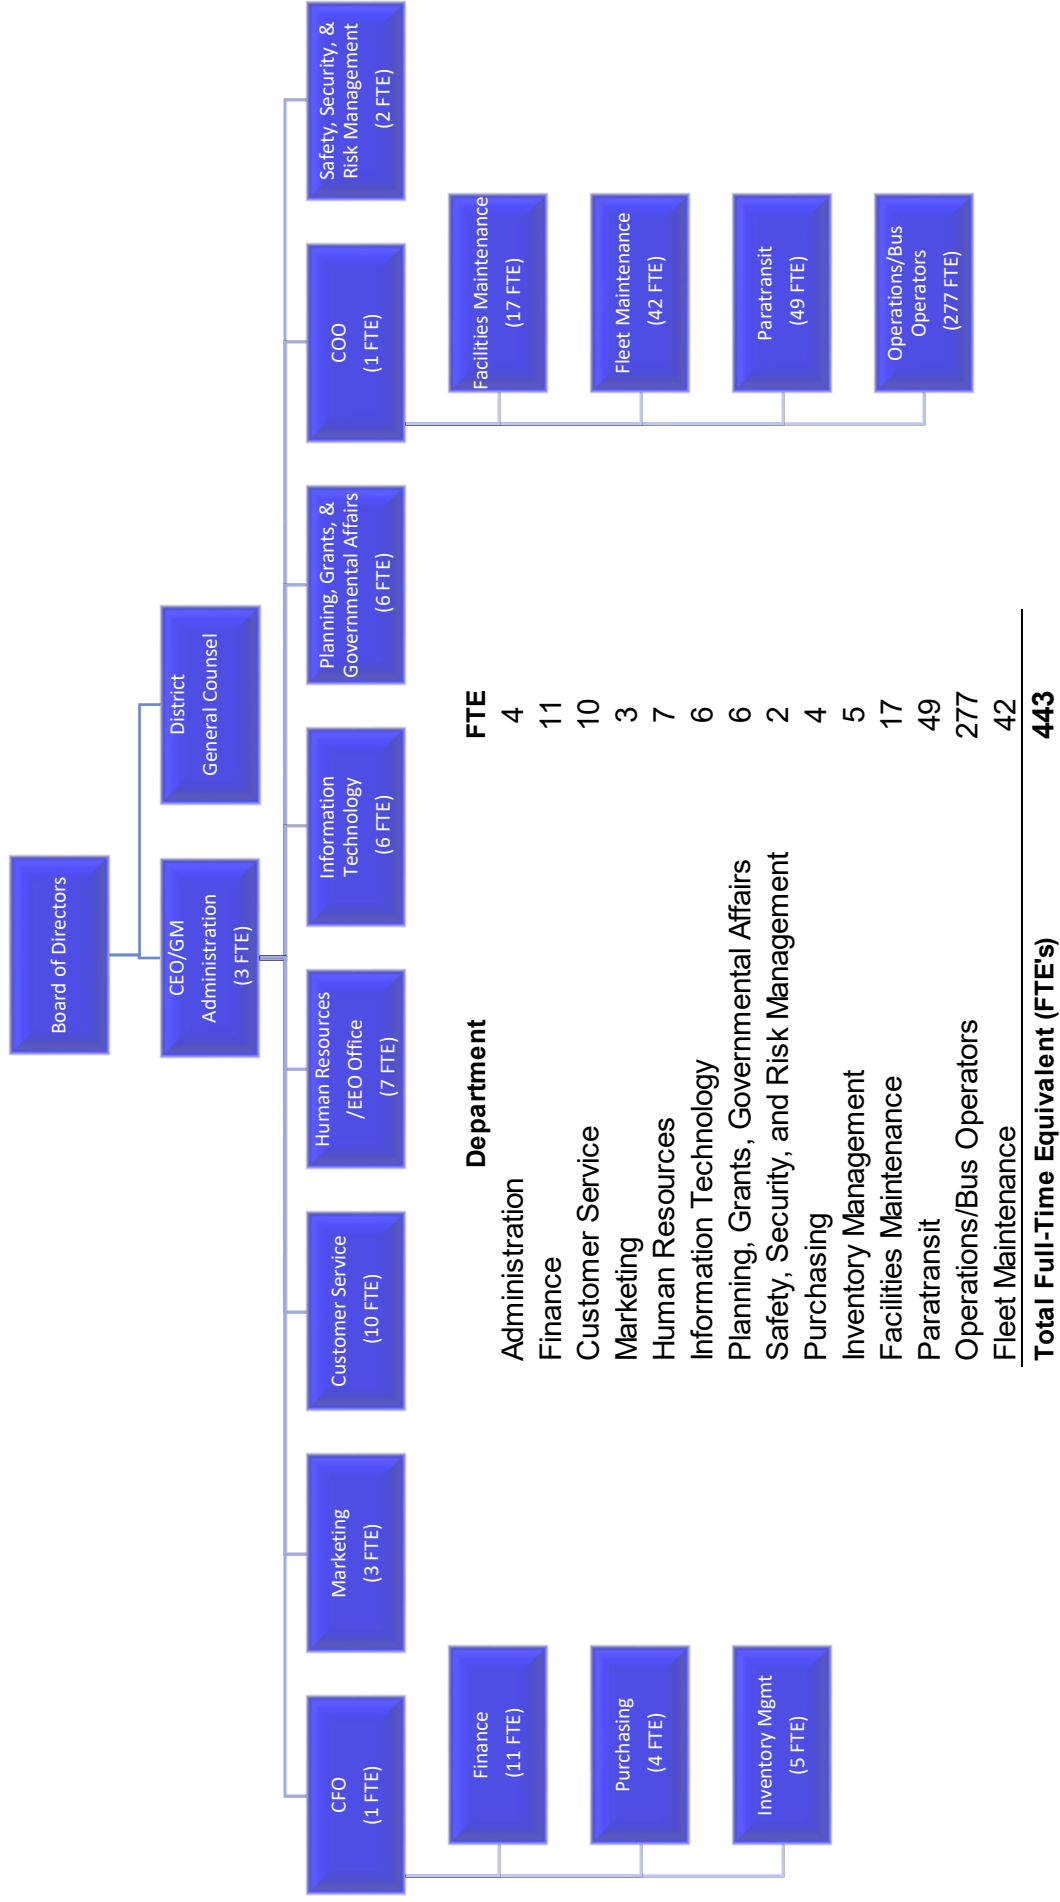 Board of Directors
CEO/GM
Administration
(3 FTE)
District
General Counsel
CFO
(1 FTE)
Marketing
(3 FTE)
Customer Service
(10 FTE)
Human Resources
/EEO Office
(7 FTE)
Information
Technology
(6 FTE)
Planning, Grants, &
Governmental Affairs
(6 FTE)
COO
(1 FTE)
Safety, Security, &
Risk Management
(2 FTE)
Finance
(11 FTE)
Purchasing
(4 FTE)
Inventory Mgmt
(5 FTE)
Facilities Maintenance
(17 FTE)
Fleet Maintenance
(42 FTE)
Paratransit
(49 FTE)
Operations/Bus
Operators
(277 FTE)
Department FTE
Administration 4
Finance 11
Customer Service 10
Marketing 3
Human Resources 7
Information Technology 6
Planning, Grants, Governmental Affairs 6
Safety, Security, and Risk Management 2
Purchasing 4
Inventory Management 5
Facilities Maintenance 17
Paratransit 49
Operations/Bus Operators 277
Fleet Maintenance 42
Total Full-Time Equivalent (FTE's) 443